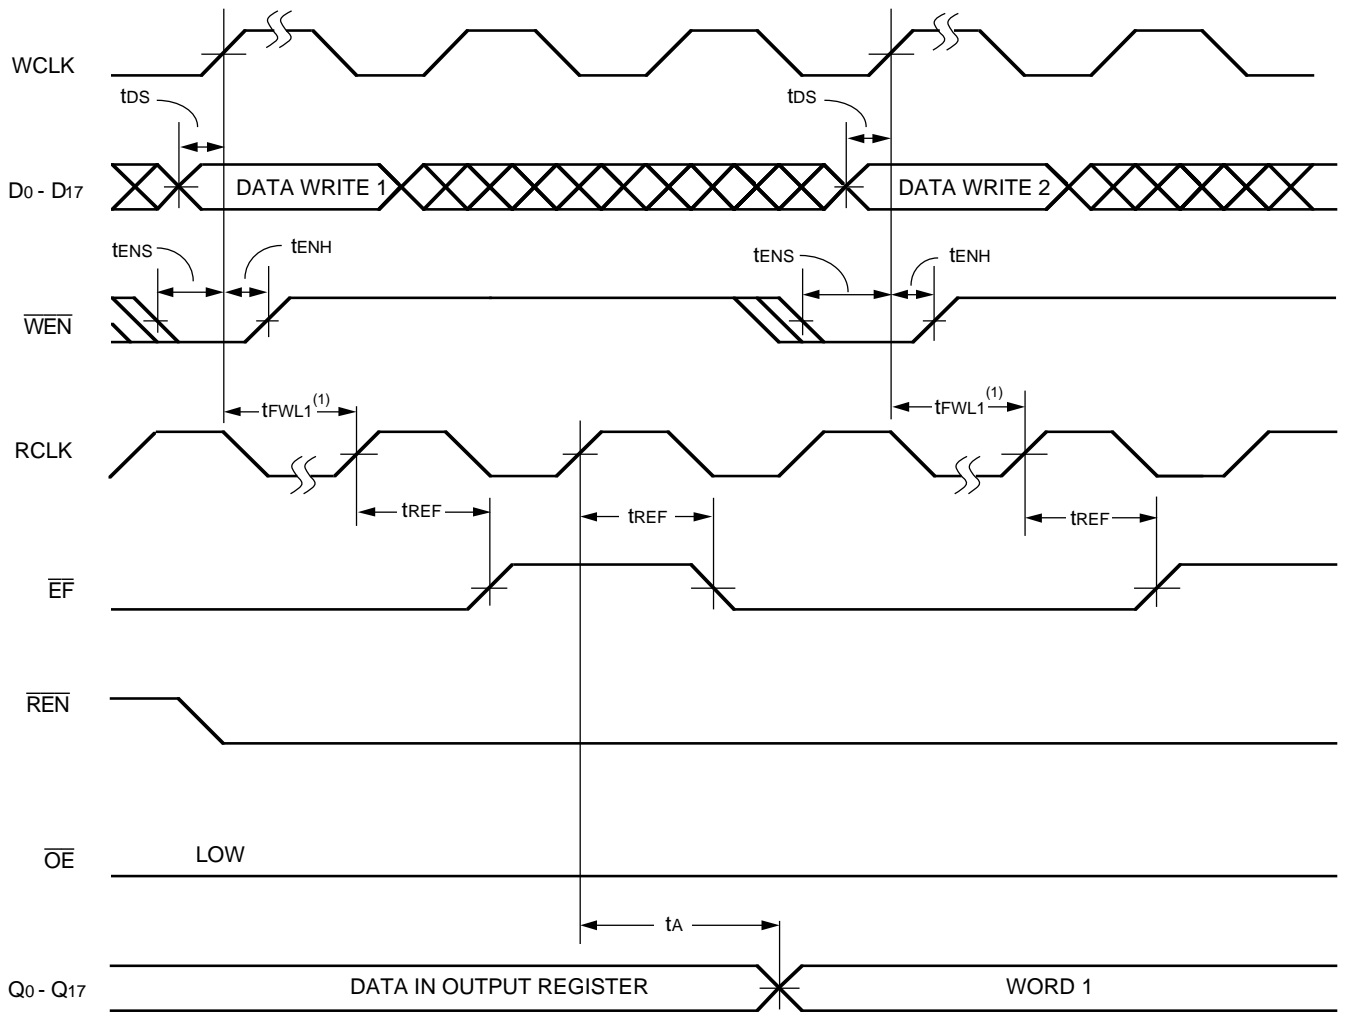 WCLK
tDS
tDS
D0 - D17
DATA WRITE 1
DATA WRITE 2
tENS
tENH
tENS
tENH
WEN
tFWL1(1)
tFWL1(1)
RCLK
tREF
tREF
tREF
EF
REN
OE
LOW
tA
Q0 - Q17
DATA IN OUTPUT REGISTER
WORD 1